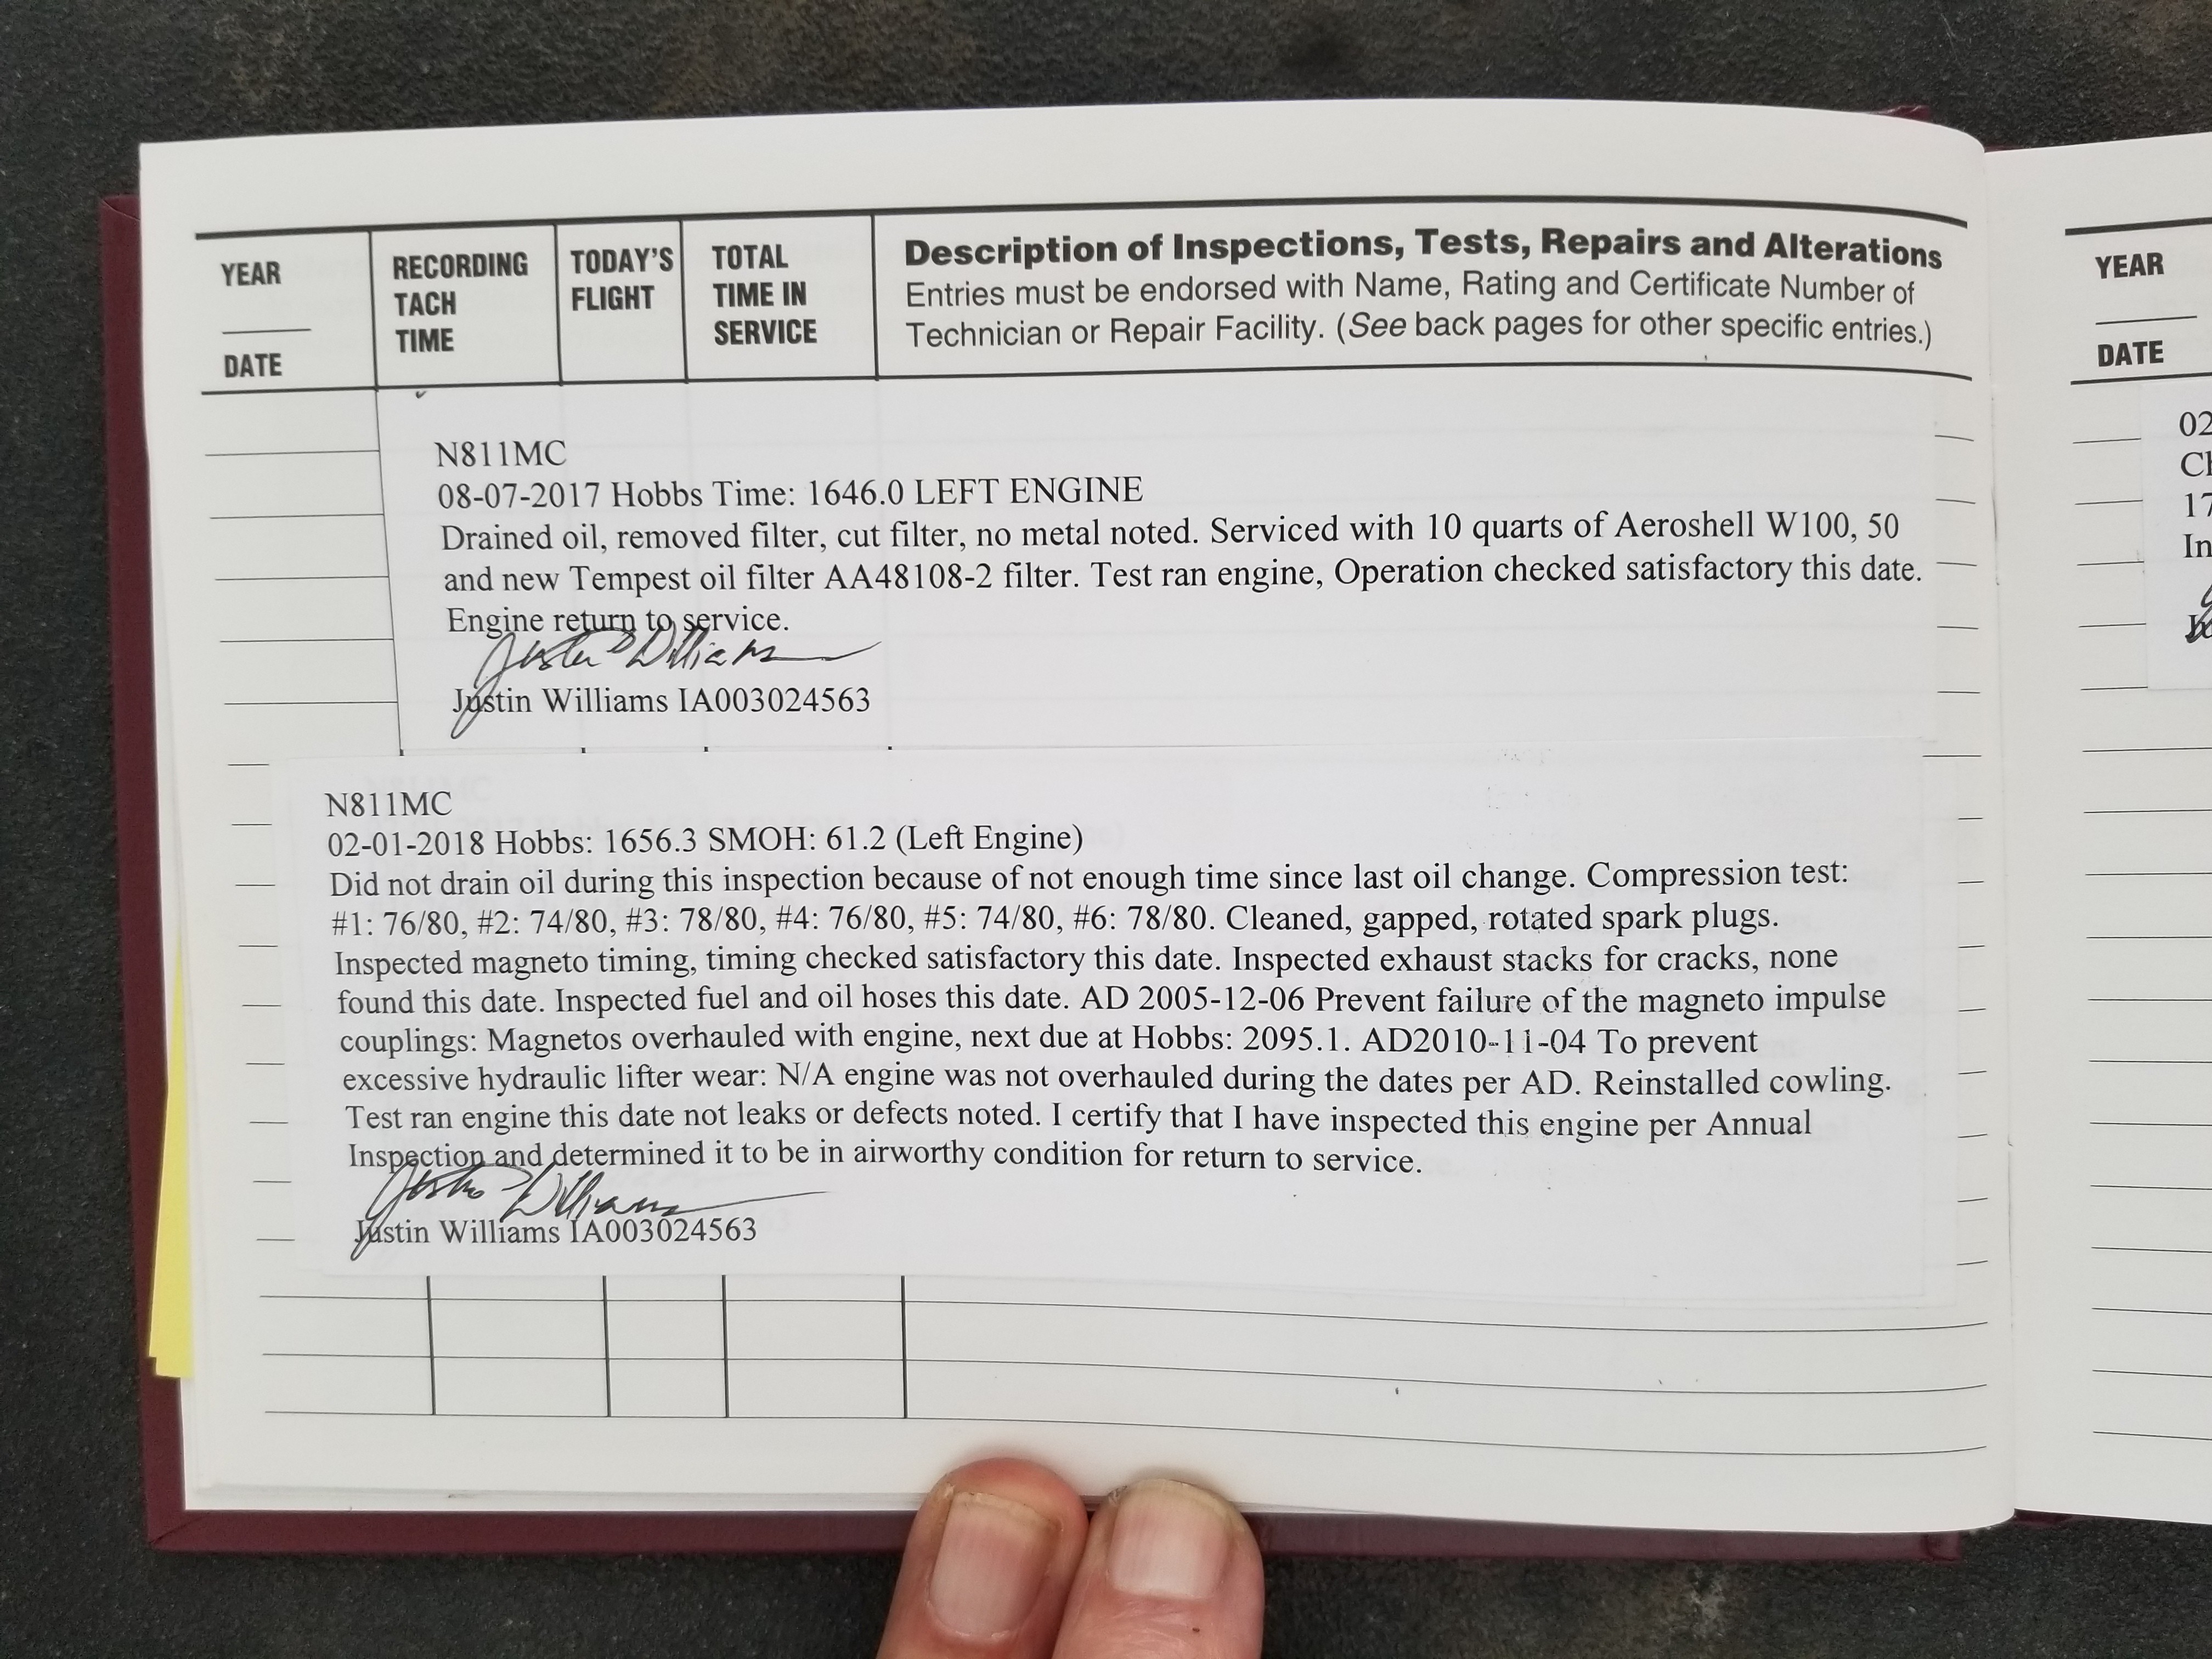 YEAR
DATE
RECORDING
TACH
TIME
TODAY'S
FLIGHT
TOTAL
TIME IN
SERVICE
Description of Inspections, Tests, Repairs and Alterations
Entries must be endorsed with Name, Rating and Certificate Number of
Technician or Repair Facility. (See back pages for other specific entries.)
N811MC
08-07-2017 Hobbs Time: 1646.0 LEFT ENGINE
Drained oil, removed filter, cut filter, no metal noted. Serviced with 10 quarts of Aeroshell W100, 50
and new Tempest oil filter AA48108-2 filter. Test ran engine, Operation checked satisfactory this date.
Engine return to service.
Justin Williams
Justin Williams IA003024563
N811MC
02-01-2018 Hobbs: 1656.3 SMOH: 61.2 (Left Engine)
Did not drain oil during this inspection because of not enough time since last oil change. Compression test:
#1: 76/80, #2: 74/80, #3: 78/80, #4: 76/80, #5: 74/80, #6: 78/80. Cleaned, gapped, rotated spark plugs.
Inspected magneto timing, timing checked satisfactory this date. Inspected exhaust stacks for cracks, none
found this date. Inspected fuel and oil hoses this date. AD 2005-12-06 Prevent failure of the magneto impulse
couplings: Magnetos overhauled with engine, next due at Hobbs: 2095.1. AD2010-11-04 To prevent
excessive hydraulic lifter wear: N/A engine was not overhauled during the dates per AD. Reinstalled cowling.
Test ran engine this date not leaks or defects noted. I certify that I have inspected this engine per Annual
Inspection and determined it to be in airworthy condition for return to service.
Justin Williams
Justin Williams IA003024563
YEAR
DATE
02
17
In